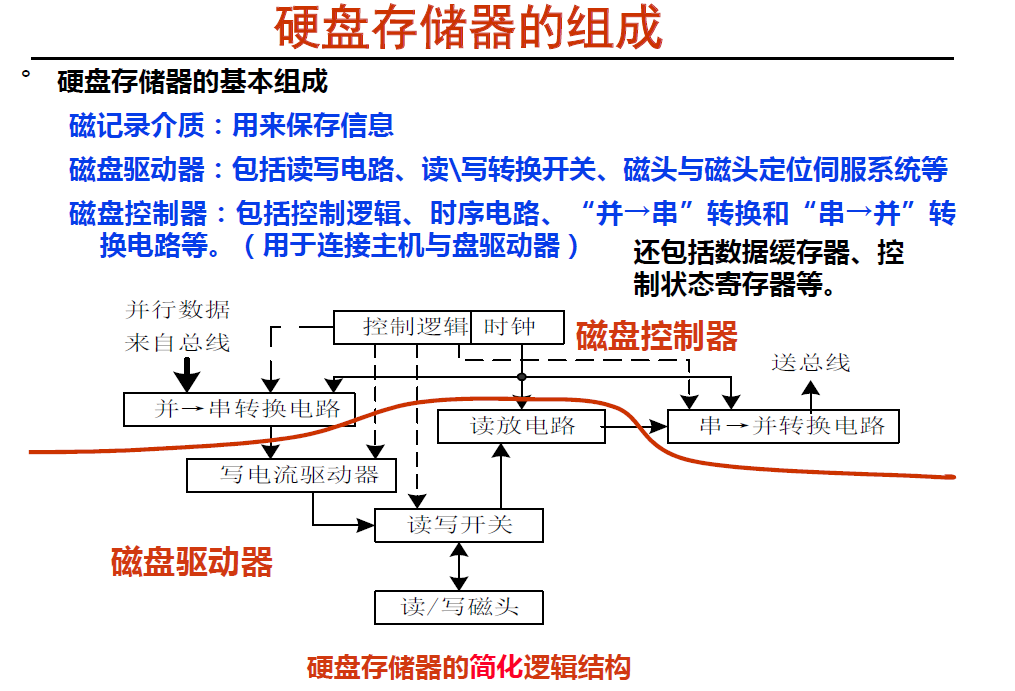 硬盘存储器的组成
° 硬盘存储器的基本组成
磁记录介质：用来保存信息
磁盘驱动器：包括读写电路、读\写转换开关、磁头与磁头定位伺服系统等
磁盘控制器：包括控制逻辑、时序电路、“并→串”转换和“串→并”转
换电路等。（用于连接主机与盘驱动器）
还包括数据缓存器、控
制状态寄存器等。
并行数据
来自总线
控制逻辑 时钟
磁盘控制器
送总线
并→串转换电路
读放电路
串→并转换电路
写电流驱动器
读写开关
磁盘驱动器
读/写磁头
硬盘存储器的简化逻辑结构